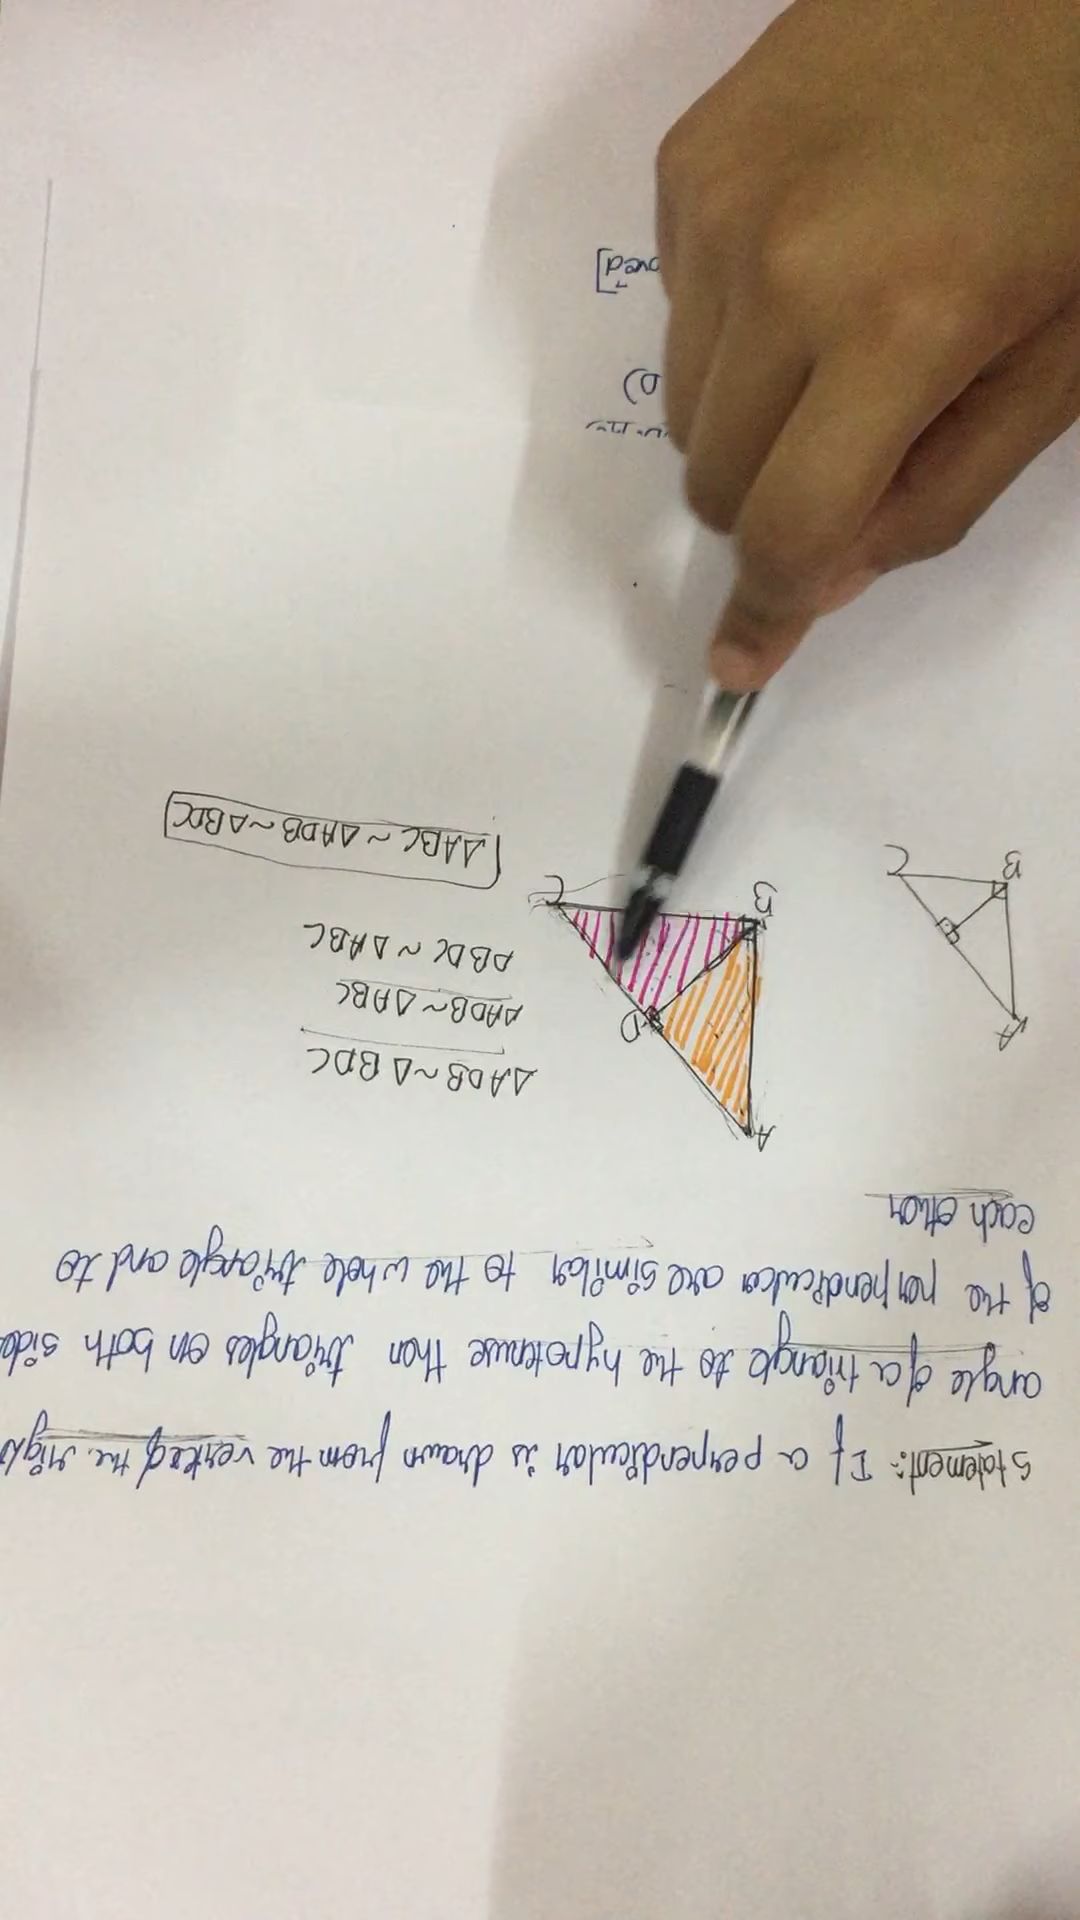 Statement:- If a perpendicular is drawn from the vertex of the right
angle of a triangle to the hypotenuse then triangles on both side
of the perpendicular are similar to the whole triangle and to
each other
A
B
C
A
D
B
C
ΔADB ~ Δ BDC
ΔADB ~ ΔABC
ΔBDC ~ ΔABC
ΔABC ~ ΔADB ~ ΔBDC